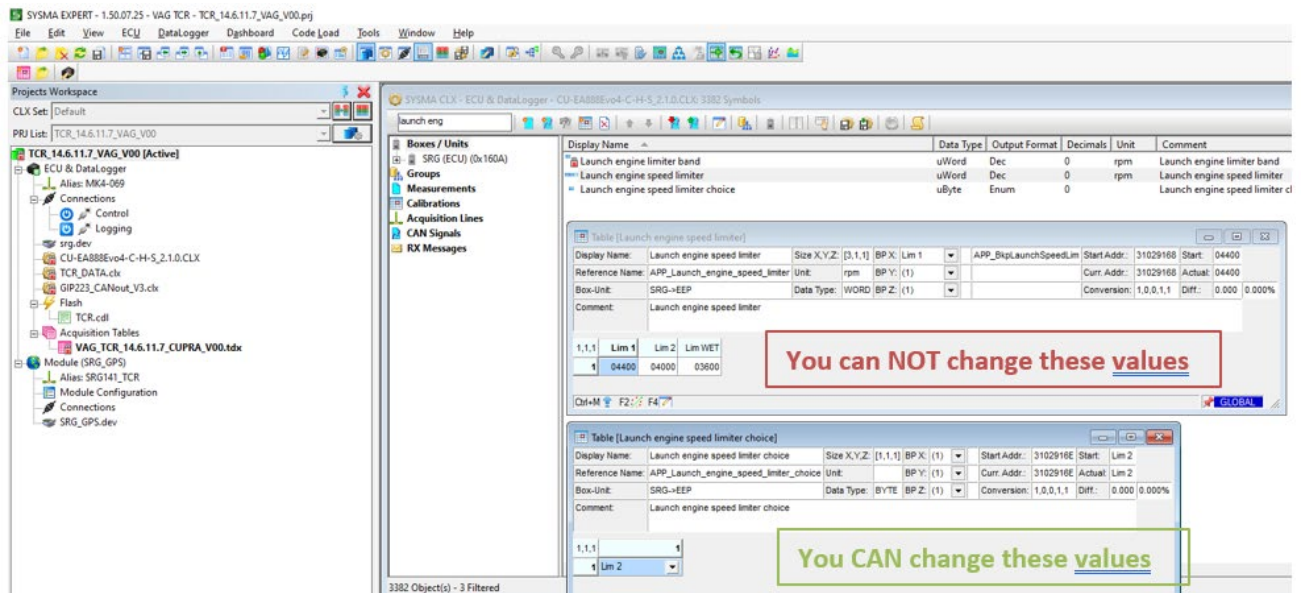 SYSMA EXPERT - 1.50.07.25 - VAG TCR - TCR_14.6.11.7_VAG_V00.prj
File Edit View ECU DataLogger Dashboard Code Load Tools Window Help
Projects Workspace
CLX Set: Default
PRJ List: TCR_14.6.11.7_VAG_V00
TCR_14.6.11.7_VAG_V00 [Active]
ECU & DataLogger
Alias: MK4-069
Connections
Control
Logging
srg.dev
CU-EA888Evo4-C-H-S_2.1.0.CLX
TCR_DATA.clx
GIP223_CANout_V3.clx
Flash
TCR.cdl
Acquisition Tables
VAG_TCR_14.6.11.7_CUPRA_V00.tdx
Module (SRG_GPS)
Alias: SRG141_TCR
Module Configuration
Connections
SRG_GPS.dev
SYSMA CLX - ECU & DataLogger - CU-EA888Evo4-C-H-S_2.1.0.CLX: 3382 Symbols
launch eng
Boxes / Units
SRG (ECU) (0x160A)
Groups
Measurements
Calibrations
Acquisition Lines
CAN Signals
RX Messages
Display Name Data Type Output Format Decimals Unit Comment
Launch engine limiter band uWord Dec 0 rpm Launch engine limiter band
Launch engine speed limiter uWord Dec 0 rpm Launch engine speed limiter
Launch engine speed limiter choice uByte Enum 0 Launch engine speed limiter cl
Table [Launch engine speed limiter]
Display Name: Launch engine speed limiter Size X,Y,Z: [3,1,1] BP X: Lim 1 APP_BkpLaunchSpeedLim Start Addr.: 31029168 Start: 04400
Reference Name: APP_Launch_engine_speed_limiter Unit: rpm BP Y: (1) Curr. Addr.: 31029168 Actual: 04400
Box-Unit: SRG->EEP Data Type: WORD BP Z: (1) Conversion: 1,0,0,1,1 Diff.: 0.000 0.000%
Comment: Launch engine speed limiter
1,1,1 Lim 1 Lim 2 Lim WET
1 04400 04000 03600
You can NOT change these values
Ctrl+M F2: F4 GLOBAL
Table [Launch engine speed limiter choice]
Display Name: Launch engine speed limiter choice Size X,Y,Z: [1,1,1] BP X: (1) Start Addr.: 3102916E Start: Lim 2
Reference Name: APP_Launch_engine_speed_limiter_choice Unit: BP Y: (1) Curr. Addr.: 3102916E Actual: Lim 2
Box-Unit: SRG->EEP Data Type: BYTE BP Z: (1) Conversion: 1,0,0,1,1 Diff.: 0.000 0.000%
Comment: Launch engine speed limiter choice
1,1,1 1
1 Lim 2
You CAN change these values
3382 Object(s) - 3 Filtered